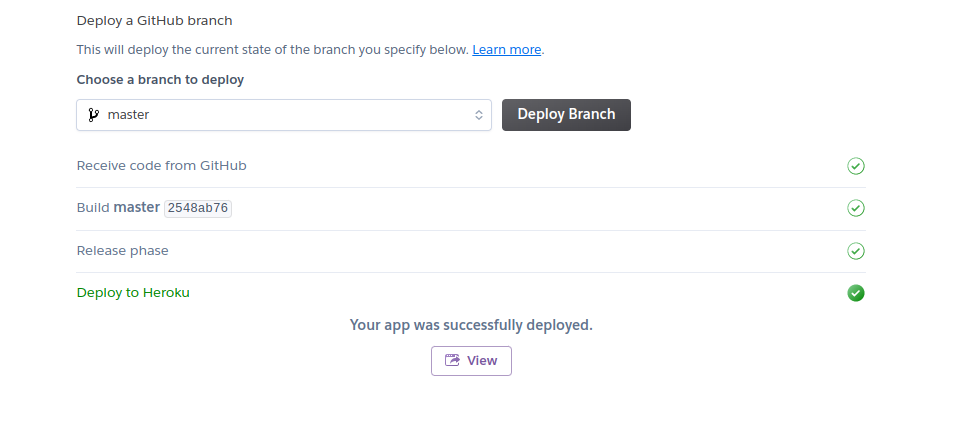 Deploy a GitHub branch
This will deploy the current state of the branch you specify below. Learn more.
Choose a branch to deploy
master
Deploy Branch
Receive code from GitHub
Build master 2548ab76
Release phase
Deploy to Heroku
Your app was successfully deployed.
View